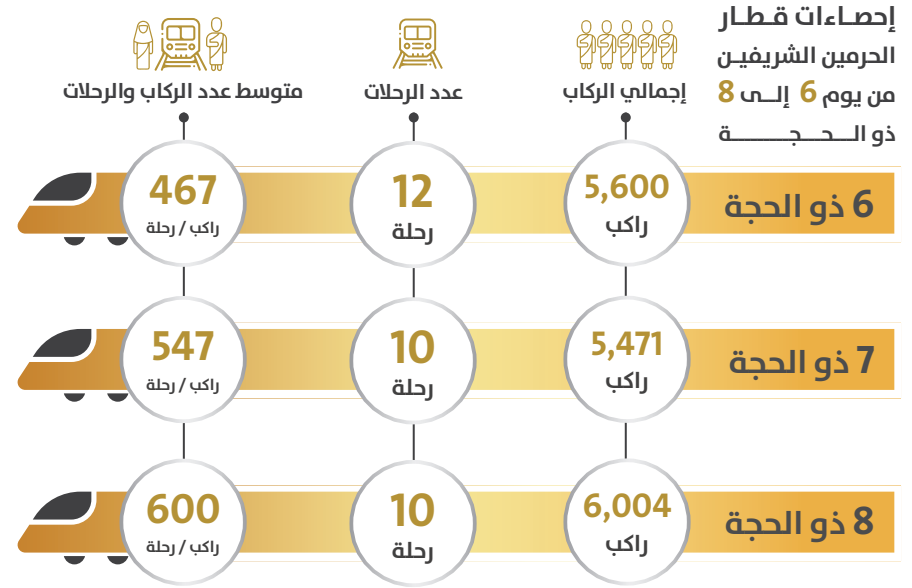 إحصاءات قطار
الحرمين الشريفين
من يوم 6 إلى 8
ذو الحجة
إجمالي الركاب
عدد الرحلات
متوسط عدد الركاب والرحلات
6 ذو الحجة
5,600
راكب
12
رحلة
467
راكب / رحلة
7 ذو الحجة
5,471
راكب
10
رحلة
547
راكب / رحلة
8 ذو الحجة
6,004
راكب
10
رحلة
600
راكب / رحلة